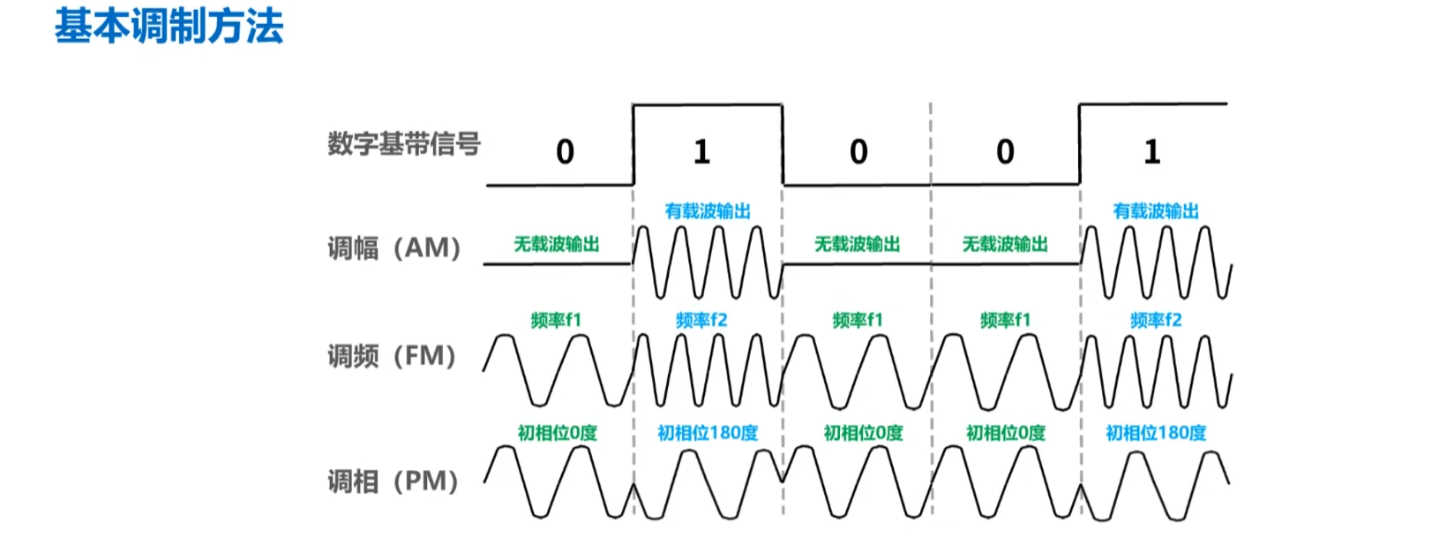 基本调制方法
数字基带信号 0 1 0 0 1
有载波输出 有载波输出
调幅（AM） 无载波输出 无载波输出 无载波输出
频率f1 频率f2 频率f1 频率f1 频率f2
调频（FM）
初相位0度 初相位180度 初相位0度 初相位0度 初相位180度
调相（PM）